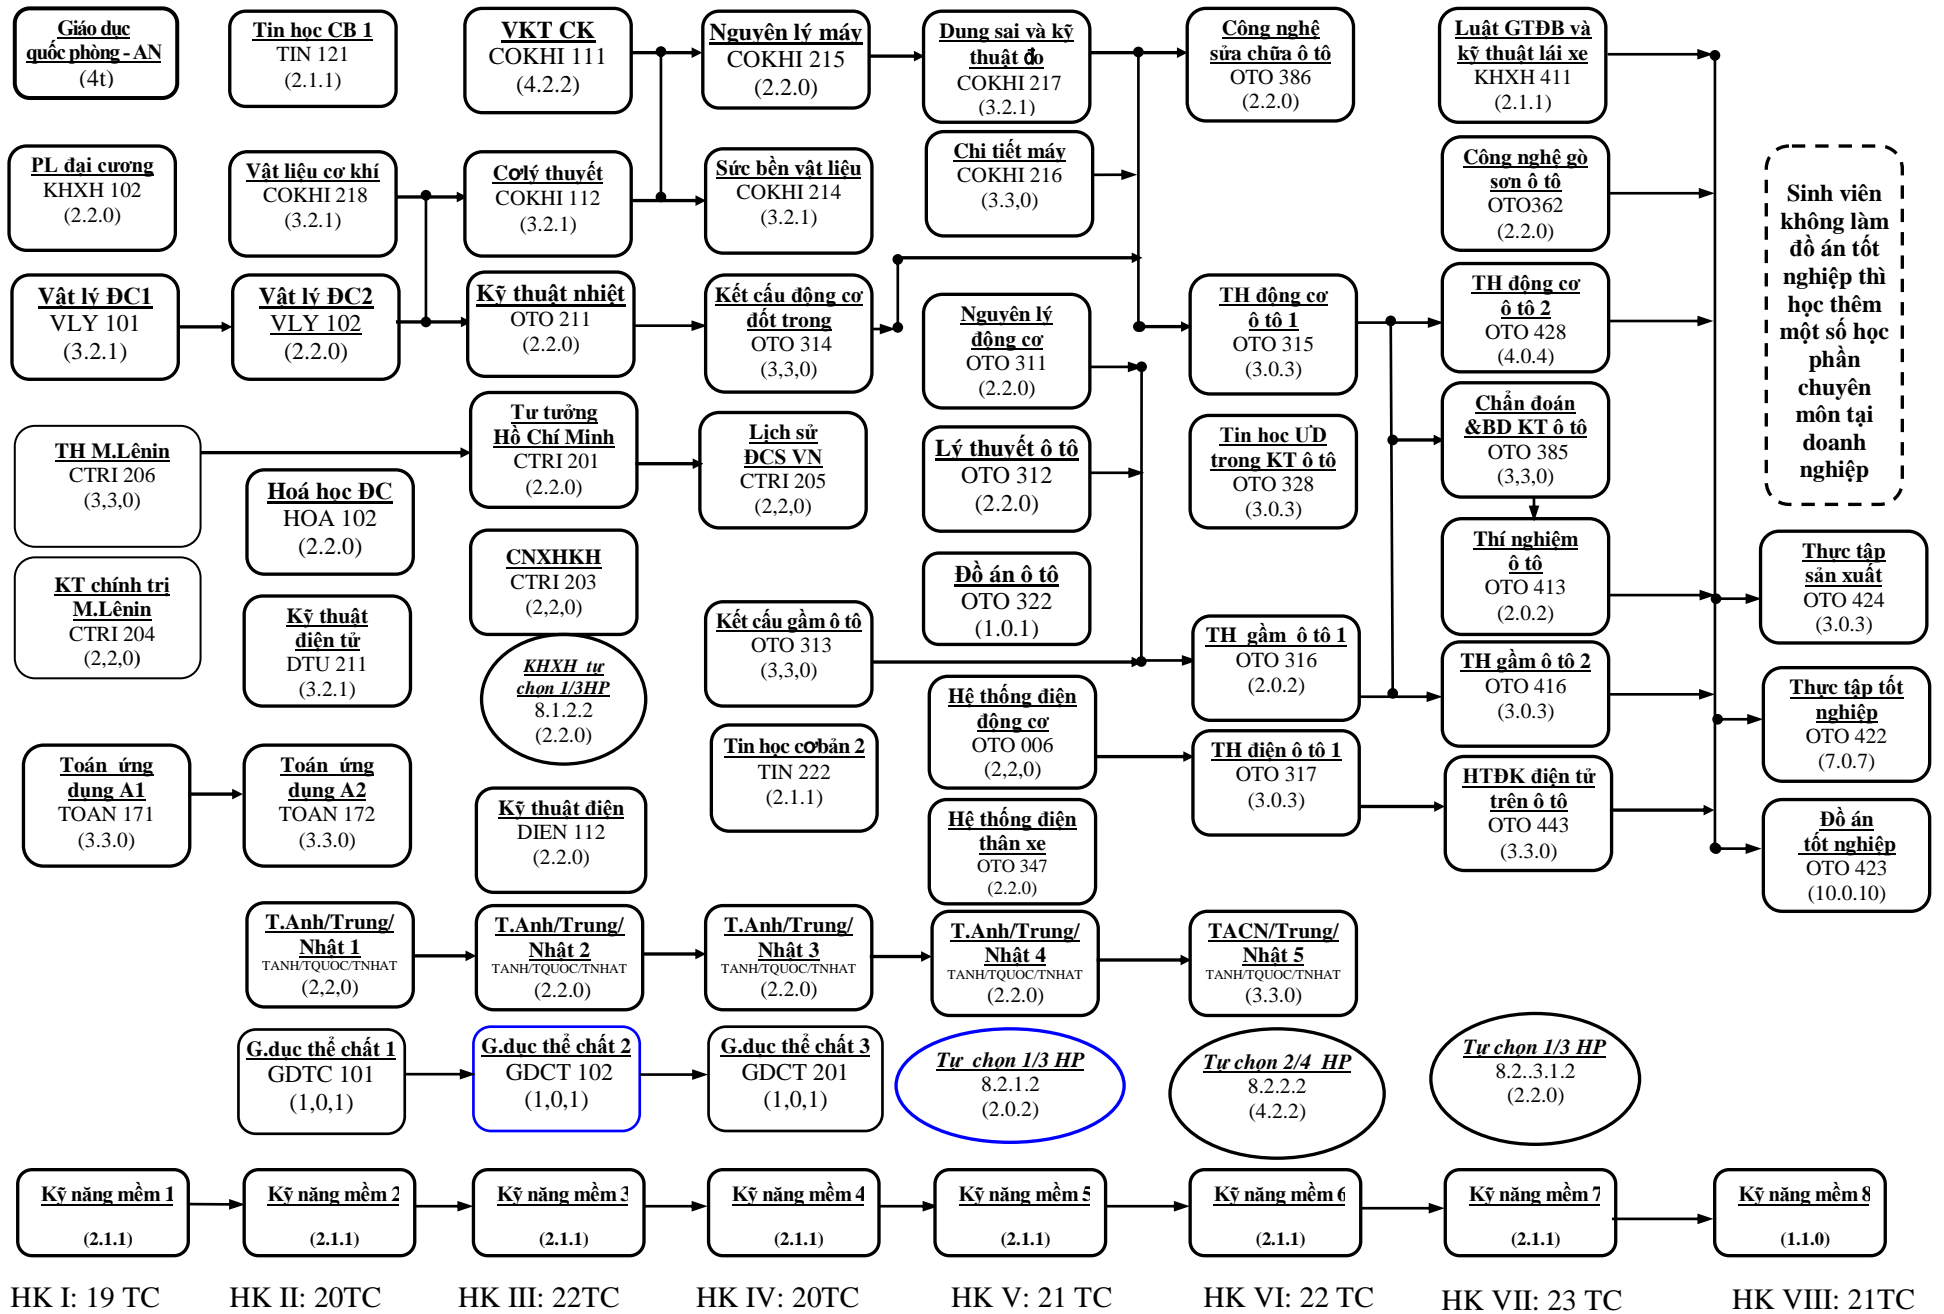 Giáo dục
quốc phòng - AN
(4t)
PL đại cương
KHXH 102
(2.2.0)
Vật lý ĐC1
VLY 101
(3.2.1)
TH M.Lênin
CTRI 206
(3,3,0)
KT chính trị
M.Lênin
CTRI 204
(2,2,0)
Toán ứng
dụng A1
TOAN 171
(3.3.0)
Kỹ năng mềm 1
(2.1.1)
HK I: 19 TC
Tin học CB 1
TIN 121
(2.1.1)
Vật liệu cơ khí
COKHI 218
(3.2.1)
Vật lý ĐC2
VLY 102
(2.2.0)
Hoá học ĐC
HOA 102
(2.2.0)
Kỹ thuật
điện tử
DTU 211
(3.2.1)
Toán ứng
dụng A2
TOAN 172
(3.3.0)
T.Anh/Trung/
Nhật 1
TANH/TQUOC/TNHAT
(2,2,0)
G.dục thể chất 1
GDTC 101
(1,0,1)
Kỹ năng mềm 2
(2.1.1)
HK II: 20TC
VKT CK
COKHI 111
(4.2.2)
Cơ lý thuyết
COKHI 112
(3.2.1)
Kỹ thuật nhiệt
OTO 211
(2.2.0)
Tư tưởng
Hồ Chí Minh
CTRI 201
(2.2.0)
CNXHKH
CTRI 203
(2,2,0)
KHXH tự
chọn 1/3HP
8.1.2.2
(2.2.0)
Kỹ thuật điện
DIEN 112
(2.2.0)
T.Anh/Trung/
Nhật 2
TANH/TQUOC/TNHAT
(2.2.0)
G.dục thể chất 2
GDCT 102
(1,0,1)
Kỹ năng mềm 3
(2.1.1)
HK III: 22TC
Nguyên lý máy
COKHI 215
(2.2.0)
Sức bền vật liệu
COKHI 214
(3.2.1)
Kết cấu động cơ
đốt trong
OTO 314
(3,3,0)
Lịch sử
ĐCS VN
CTRI 205
(2,2,0)
Kết cấu gầm ô tô
OTO 313
(3,3,0)
Tin học cơ bản 2
TIN 222
(2.1.1)
T.Anh/Trung/
Nhật 3
TANH/TQUOC/TNHAT
(2.2.0)
G.dục thể chất 3
GDCT 201
(1,0,1)
Kỹ năng mềm 4
(2.1.1)
HK IV: 20TC
Dung sai và kỹ
thuật đo
COKHI 217
(3.2.1)
Chi tiết máy
COKHI 216
(3.3,0)
Nguyên lý
động cơ
OTO 311
(2.2.0)
Lý thuyết ô tô
OTO 312
(2.2.0)
Đồ án ô tô
OTO 322
(1.0.1)
Hệ thống điện
động cơ
OTO 006
(2,2,0)
Hệ thống điện
thân xe
OTO 347
(2.2.0)
T.Anh/Trung/
Nhật 4
TANH/TQUOC/TNHAT
(2.2.0)
Tự chọn 1/3 HP
8.2.1.2
(2.0.2)
Kỹ năng mềm 5
(2.1.1)
HK V: 21 TC
Công nghệ
sửa chữa ô tô
OTO 386
(2.2.0)
TH động cơ
ô tô 1
OTO 315
(3.0.3)
Tin học ƯD
trong KT ô tô
OTO 328
(3.0.3)
TH gầm ô tô 1
OTO 316
(2.0.2)
TH điện ô tô 1
OTO 317
(3.0.3)
TACN/Trung/
Nhật 5
TANH/TQUOC/TNHAT
(3.3.0)
Tự chọn 2/4 HP
8.2.2.2
(4.2.2)
Kỹ năng mềm 6
(2.1.1)
HK VI: 22 TC
Luật GTĐB và
kỹ thuật lái xe
KHXH 411
(2.1.1)
Công nghệ gò
sơn ô tô
OTO362
(2.2.0)
TH động cơ
ô tô 2
OTO 428
(4.0.4)
Chẩn đoán
&BD KT ô tô
OTO 385
(3,3,0)
Thí nghiệm
ô tô
OTO 413
(2.0.2)
TH gầm ô tô 2
OTO 416
(3.0.3)
HTĐK điện tử
trên ô tô
OTO 443
(3.3.0)
Tự chọn 1/3 HP
8.2..3.1.2
(2.2.0)
Kỹ năng mềm 7
(2.1.1)
HK VII: 23 TC
Sinh viên
không làm
đồ án tốt
nghiệp thì
học thêm
một số học
phần
chuyên
môn tại
doanh
nghiệp
Thực tập
sản xuất
OTO 424
(3.0.3)
Thực tập tốt
nghiệp
OTO 422
(7.0.7)
Đồ án
tốt nghiệp
OTO 423
(10.0.10)
Kỹ năng mềm 8
(1.1.0)
HK VIII: 21TC